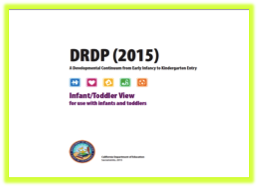 DRDP (2015)
A Developmental Continuum from Early Infancy to Kindergarten Entry
Infant/Toddler View
for use with infants and toddlers
California Department of Education